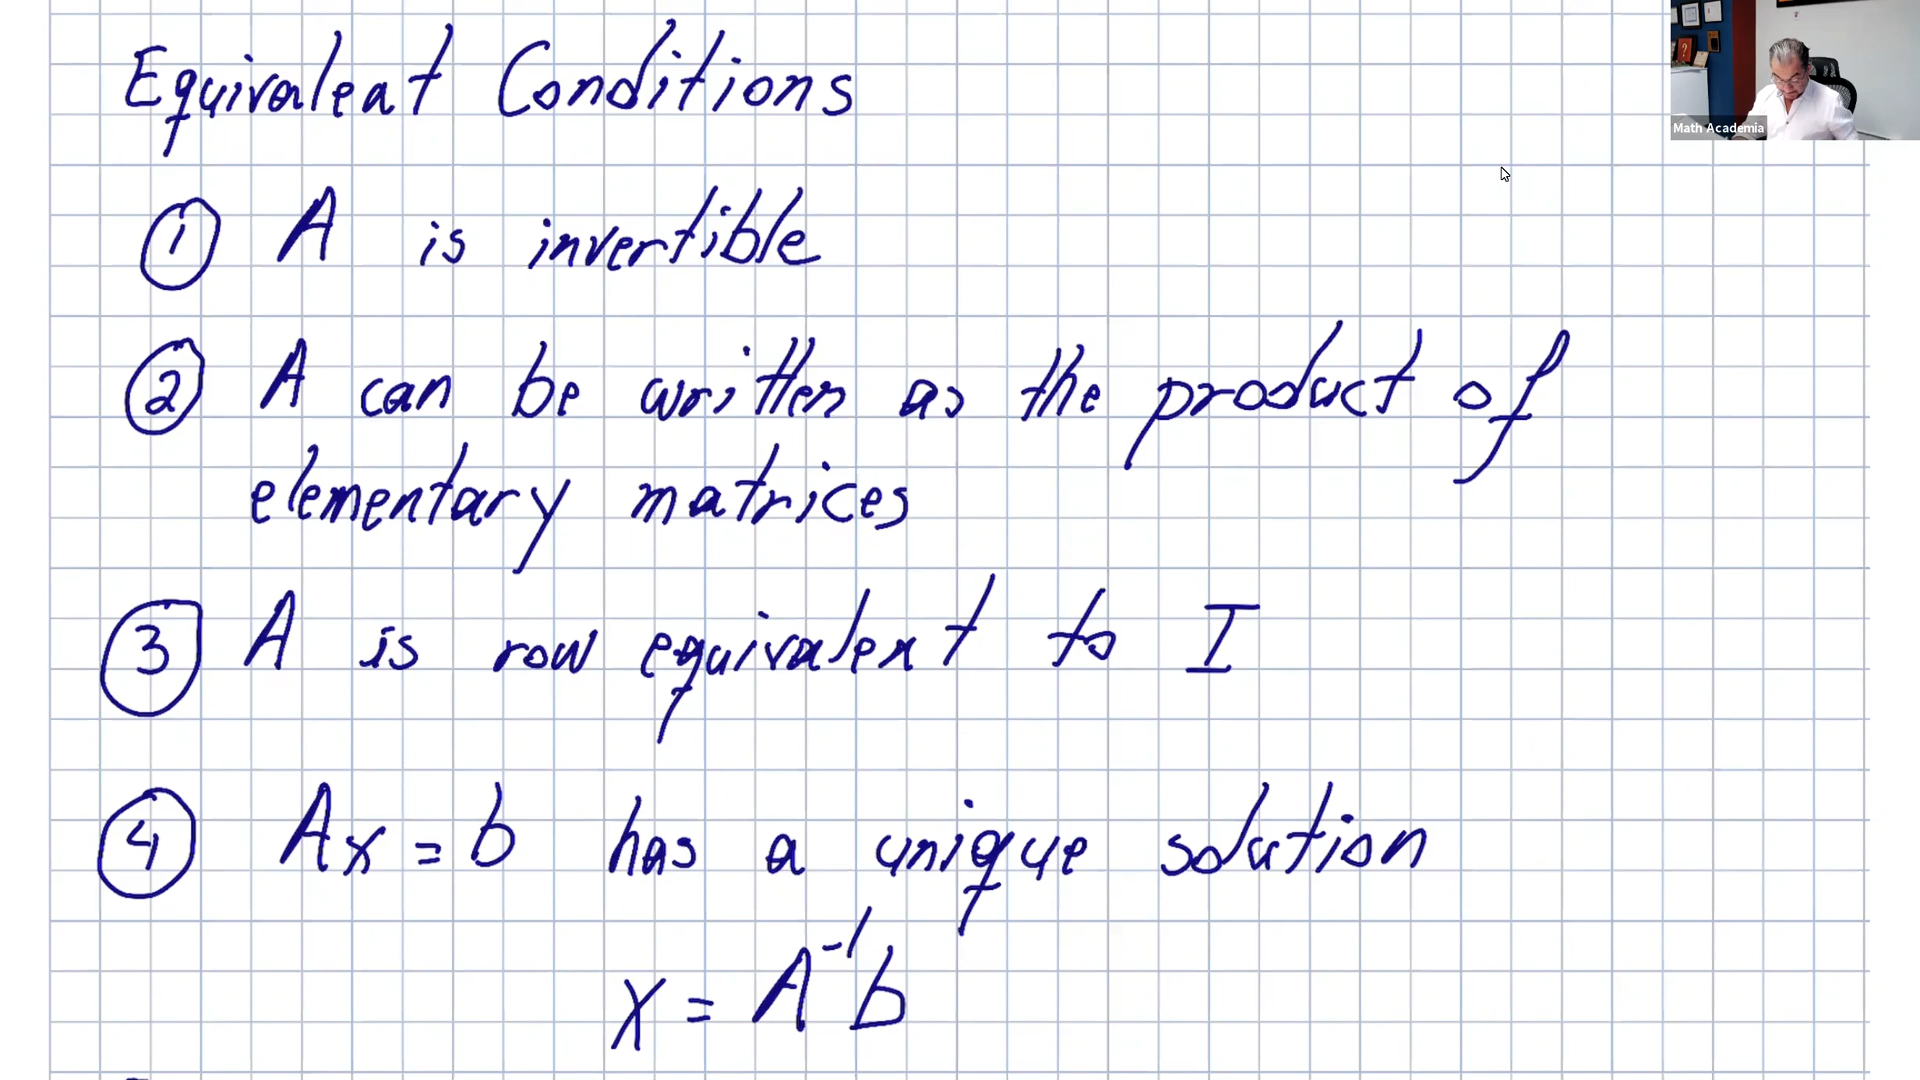 Equivalent Conditions
① A is invertible
② A can be written as the product of
elementary matrices
③ A is row equivalent to I
④ Ax = b has a unique solution
x = A⁻¹b
Math Academia